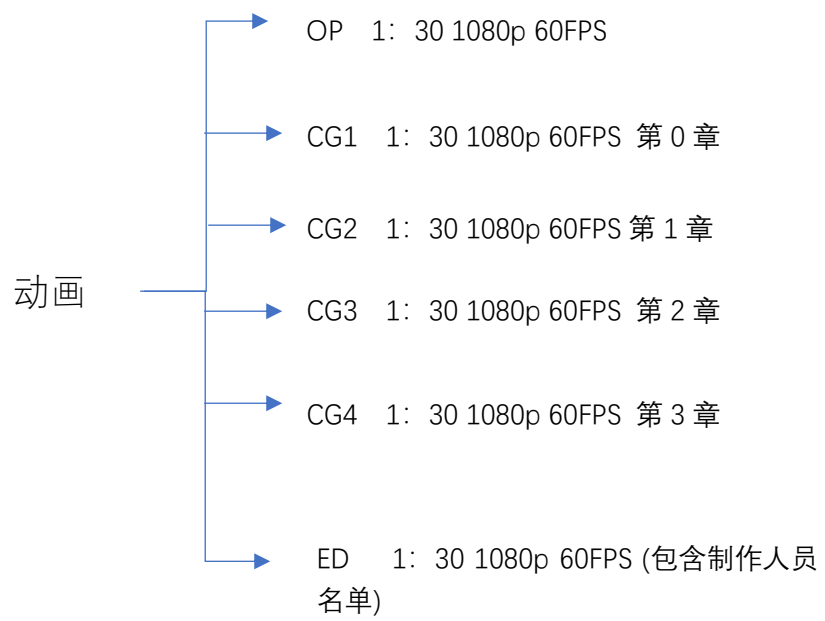 OP 1：30 1080p 60FPS
CG1 1：30 1080p 60FPS 第 0 章
CG2 1：30 1080p 60FPS 第 1 章
动画
CG3 1：30 1080p 60FPS 第 2 章
CG4 1：30 1080p 60FPS 第 3 章
ED 1：30 1080p 60FPS (包含制作人员
名单)